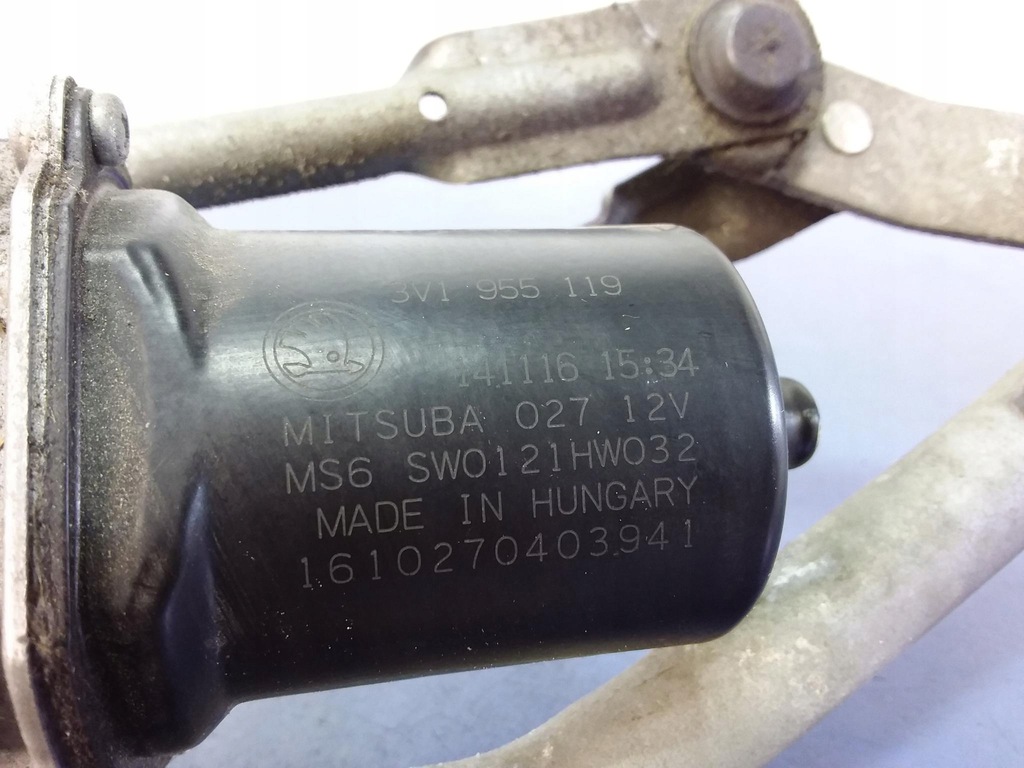 3V1 955 119
141116 15:34
MITSUBA 027 12V
MS6 SW0121HW032
MADE IN HUNGARY
1610270403941